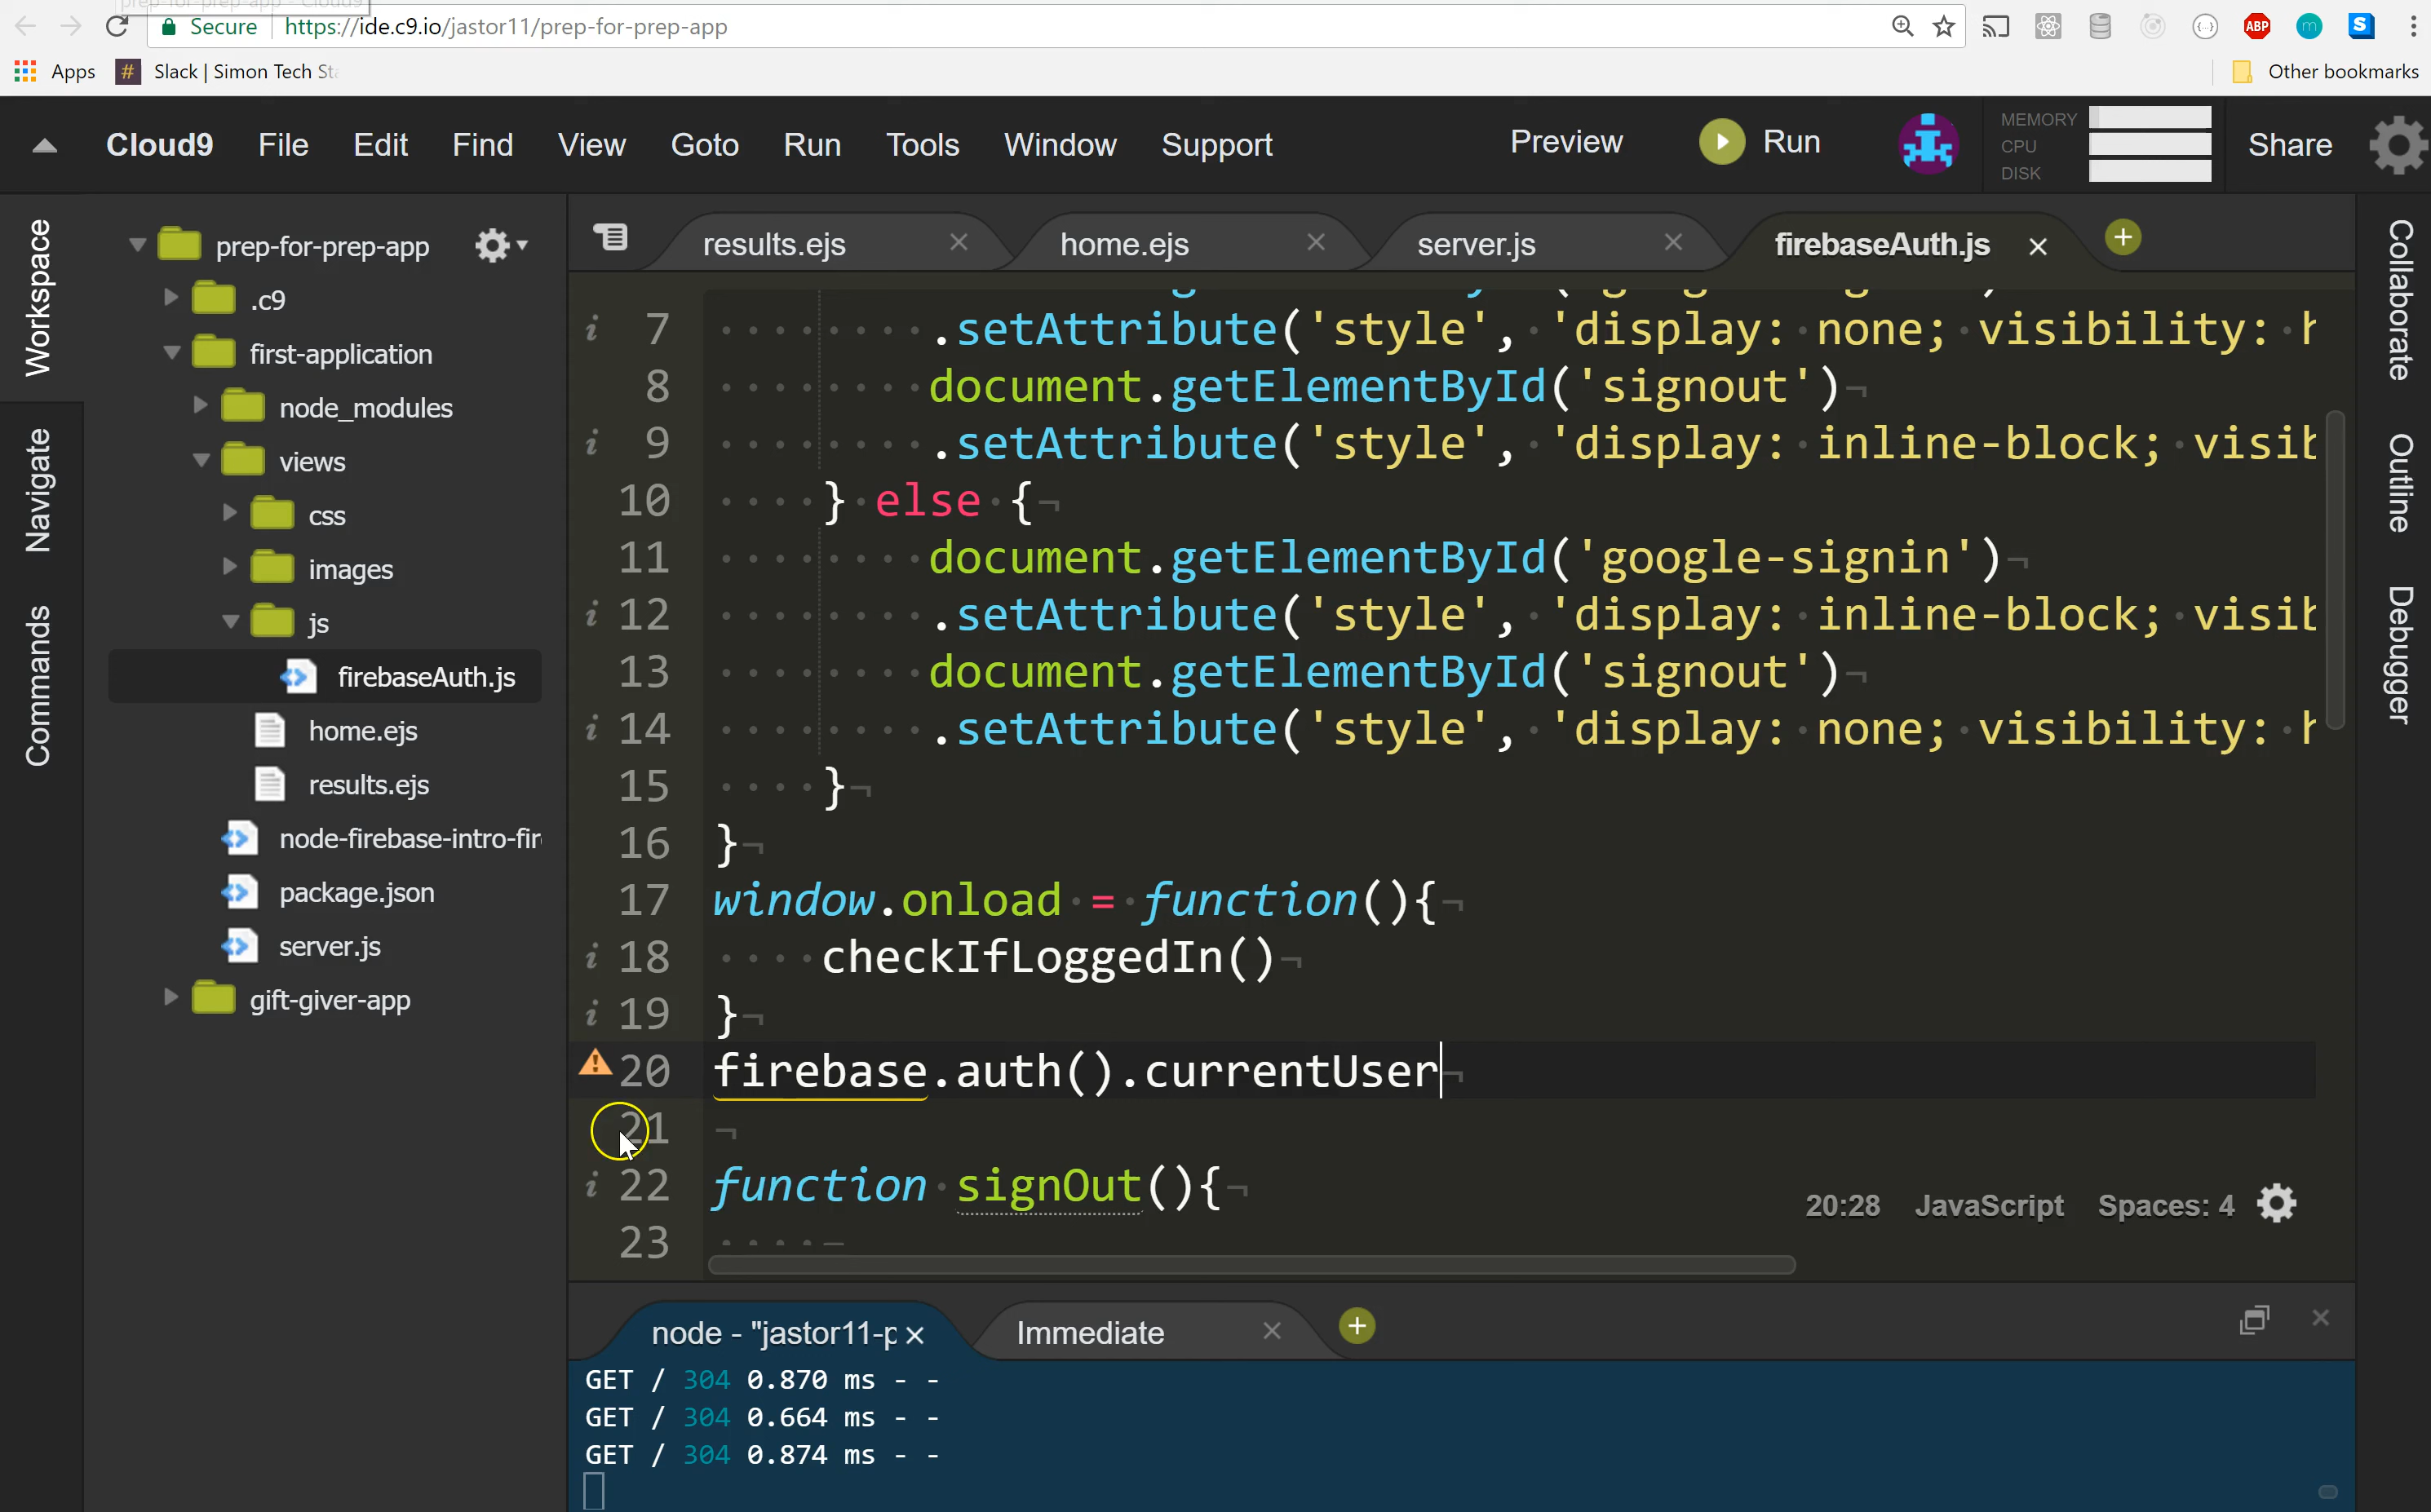 Secure https://ide.c9.io/jastor11/prep-for-prep-app
Apps # Slack | Simon Tech Sta
Other bookmarks
ABP m S
Cloud9 File Edit Find View Goto Run Tools Window Support Preview Run MEMORY CPU DISK Share
Workspace
Navigate
Commands
prep-for-prep-app
.c9
first-application
node_modules
views
css
images
js
firebaseAuth.js
home.ejs
results.ejs
node-firebase-intro-fir
package.json
server.js
gift-giver-app
results.ejs home.ejs server.js firebaseAuth.js
7 .setAttribute('style', 'display: none; visibility: h
8 document.getElementById('signout')
9 .setAttribute('style', 'display: inline-block; visib
10 } else {
11 document.getElementById('google-signin')
12 .setAttribute('style', 'display: inline-block; visib
13 document.getElementById('signout')
14 .setAttribute('style', 'display: none; visibility: h
15 }
16 }
17 window.onload = function(){
18 checkIfLoggedIn()
19 }
20 firebase.auth().currentUser
21
22 function signOut(){
23
20:28 JavaScript Spaces: 4
Collaborate
Outline
Debugger
node - "jastor11-p Immediate
GET / 304 0.870 ms - -
GET / 304 0.664 ms - -
GET / 304 0.874 ms - -